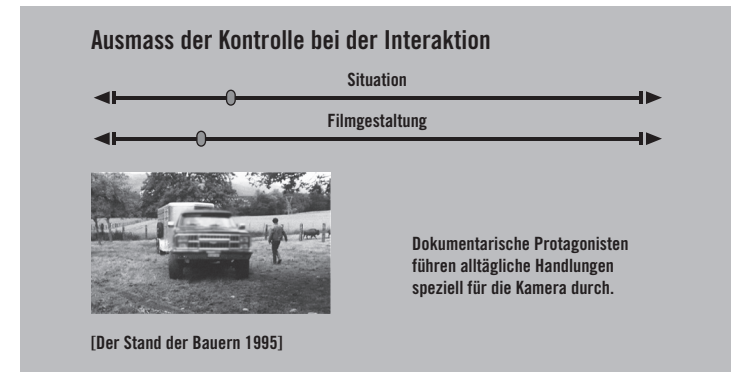 Ausmass der Kontrolle bei der Interaktion
Situation
Filmgestaltung
Dokumentarische Protagonisten
führen alltägliche Handlungen
speziell für die Kamera durch.
[Der Stand der Bauern 1995]